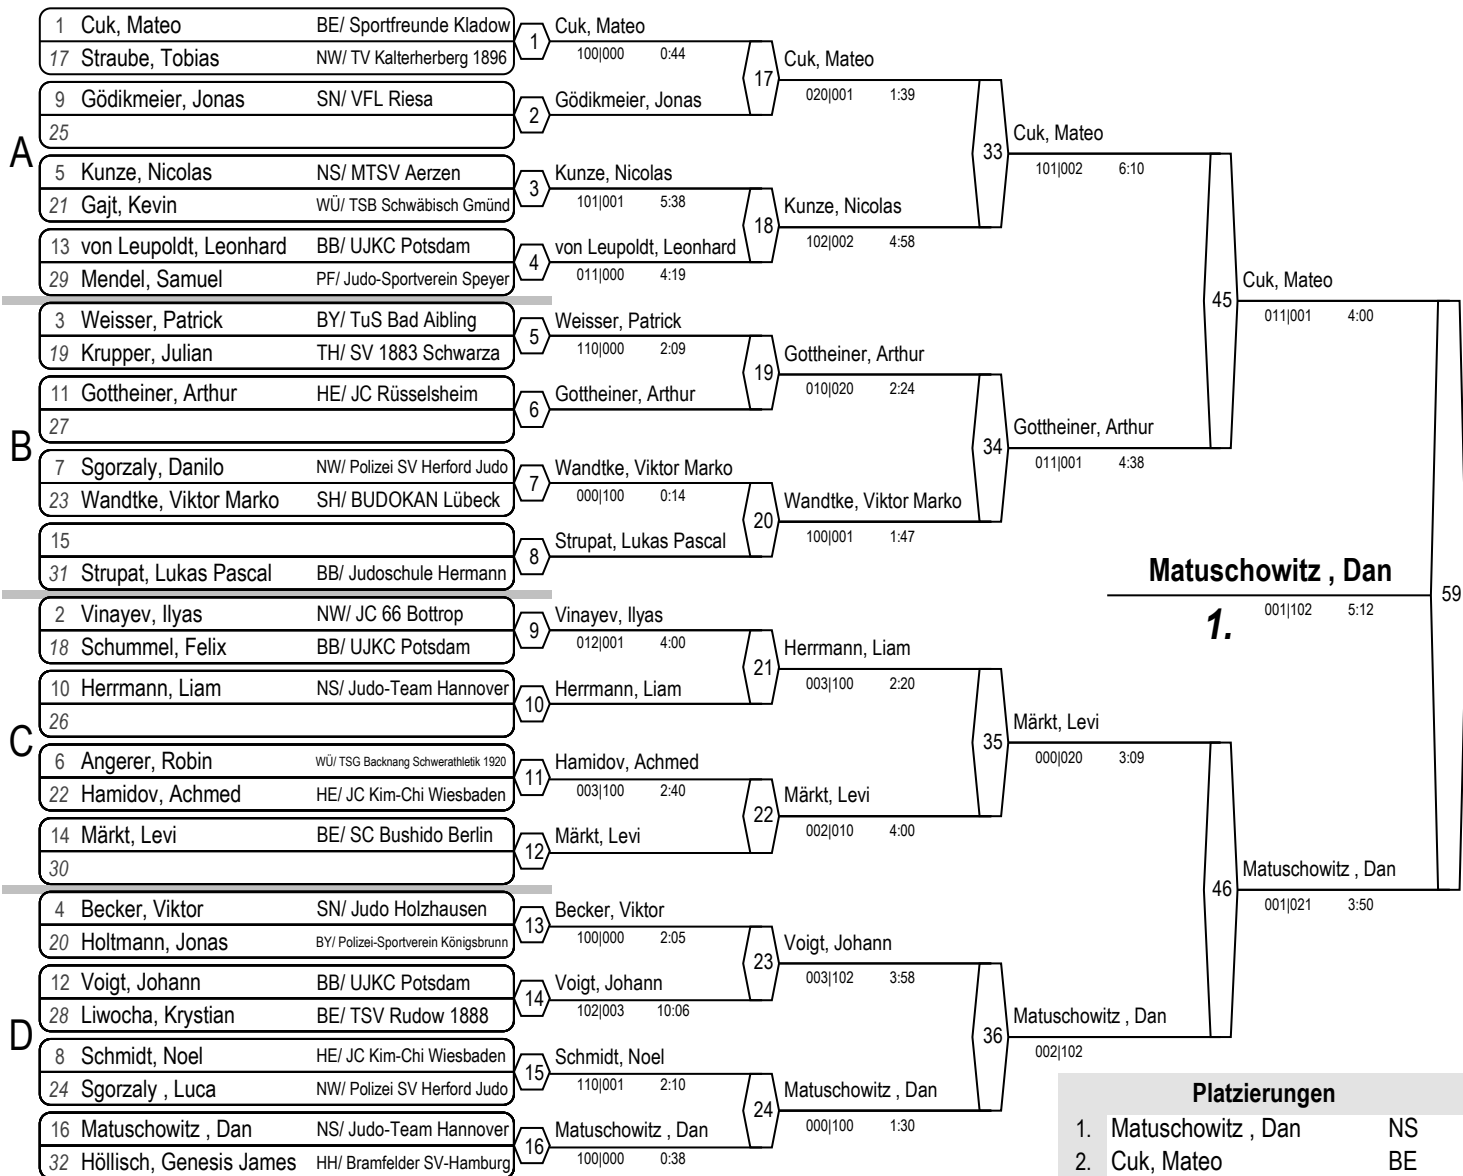 A
1 Cuk, Mateo BE/ Sportfreunde Kladow
17 Straube, Tobias NW/ TV Kalterherberg 1896
9 Gödikmeier, Jonas SN/ VFL Riesa
25
5 Kunze, Nicolas NS/ MTSV Aerzen
21 Gajt, Kevin WÜ/ TSB Schwäbisch Gmünd
13 von Leupoldt, Leonhard BB/ UJKC Potsdam
29 Mendel, Samuel PF/ Judo-Sportverein Speyer
B
3 Weisser, Patrick BY/ TuS Bad Aibling
19 Krupper, Julian TH/ SV 1883 Schwarza
11 Gottheiner, Arthur HE/ JC Rüsselsheim
27
7 Sgorzaly, Danilo NW/ Polizei SV Herford Judo
23 Wandtke, Viktor Marko SH/ BUDOKAN Lübeck
15
31 Strupat, Lukas Pascal BB/ Judoschule Hermann
C
2 Vinayev, Ilyas NW/ JC 66 Bottrop
18 Schummel, Felix BB/ UJKC Potsdam
10 Herrmann, Liam NS/ Judo-Team Hannover
26
6 Angerer, Robin WÜ/ TSG Backnang Schwerathletik 1920
22 Hamidov, Achmed HE/ JC Kim-Chi Wiesbaden
14 Märkt, Levi BE/ SC Bushido Berlin
30
D
4 Becker, Viktor SN/ Judo Holzhausen
20 Holtmann, Jonas BY/ Polizei-Sportverein Königsbrunn
12 Voigt, Johann BB/ UJKC Potsdam
28 Liwocha, Krystian BE/ TSV Rudow 1888
8 Schmidt, Noel HE/ JC Kim-Chi Wiesbaden
24 Sgorzaly , Luca NW/ Polizei SV Herford Judo
16 Matuschowitz , Dan NS/ Judo-Team Hannover
32 Höllisch, Genesis James HH/ Bramfelder SV-Hamburg
1 Cuk, Mateo
100|000 0:44
2 Gödikmeier, Jonas
3 Kunze, Nicolas
101|001 5:38
4 von Leupoldt, Leonhard
011|000 4:19
5 Weisser, Patrick
110|000 2:09
6 Gottheiner, Arthur
7 Wandtke, Viktor Marko
000|100 0:14
8 Strupat, Lukas Pascal
9 Vinayev, Ilyas
012|001 4:00
10 Herrmann, Liam
11 Hamidov, Achmed
003|100 2:40
12 Märkt, Levi
13 Becker, Viktor
100|000 2:05
14 Voigt, Johann
102|003 10:06
15 Schmidt, Noel
110|001 2:10
16 Matuschowitz , Dan
100|000 0:38
17 Cuk, Mateo
020|001 1:39
18 Kunze, Nicolas
102|002 4:58
19 Gottheiner, Arthur
010|020 2:24
20 Wandtke, Viktor Marko
100|001 1:47
21 Herrmann, Liam
003|100 2:20
22 Märkt, Levi
002|010 4:00
23 Voigt, Johann
003|102 3:58
24 Matuschowitz , Dan
000|100 1:30
33 Cuk, Mateo
101|002 6:10
34 Gottheiner, Arthur
011|001 4:38
35 Märkt, Levi
000|020 3:09
36 Matuschowitz , Dan
002|102
45 Cuk, Mateo
011|001 4:00
46 Matuschowitz , Dan
001|021 3:50
59
Matuschowitz , Dan
1. 001|102 5:12
Platzierungen
1. Matuschowitz , Dan NS
2. Cuk, Mateo BE